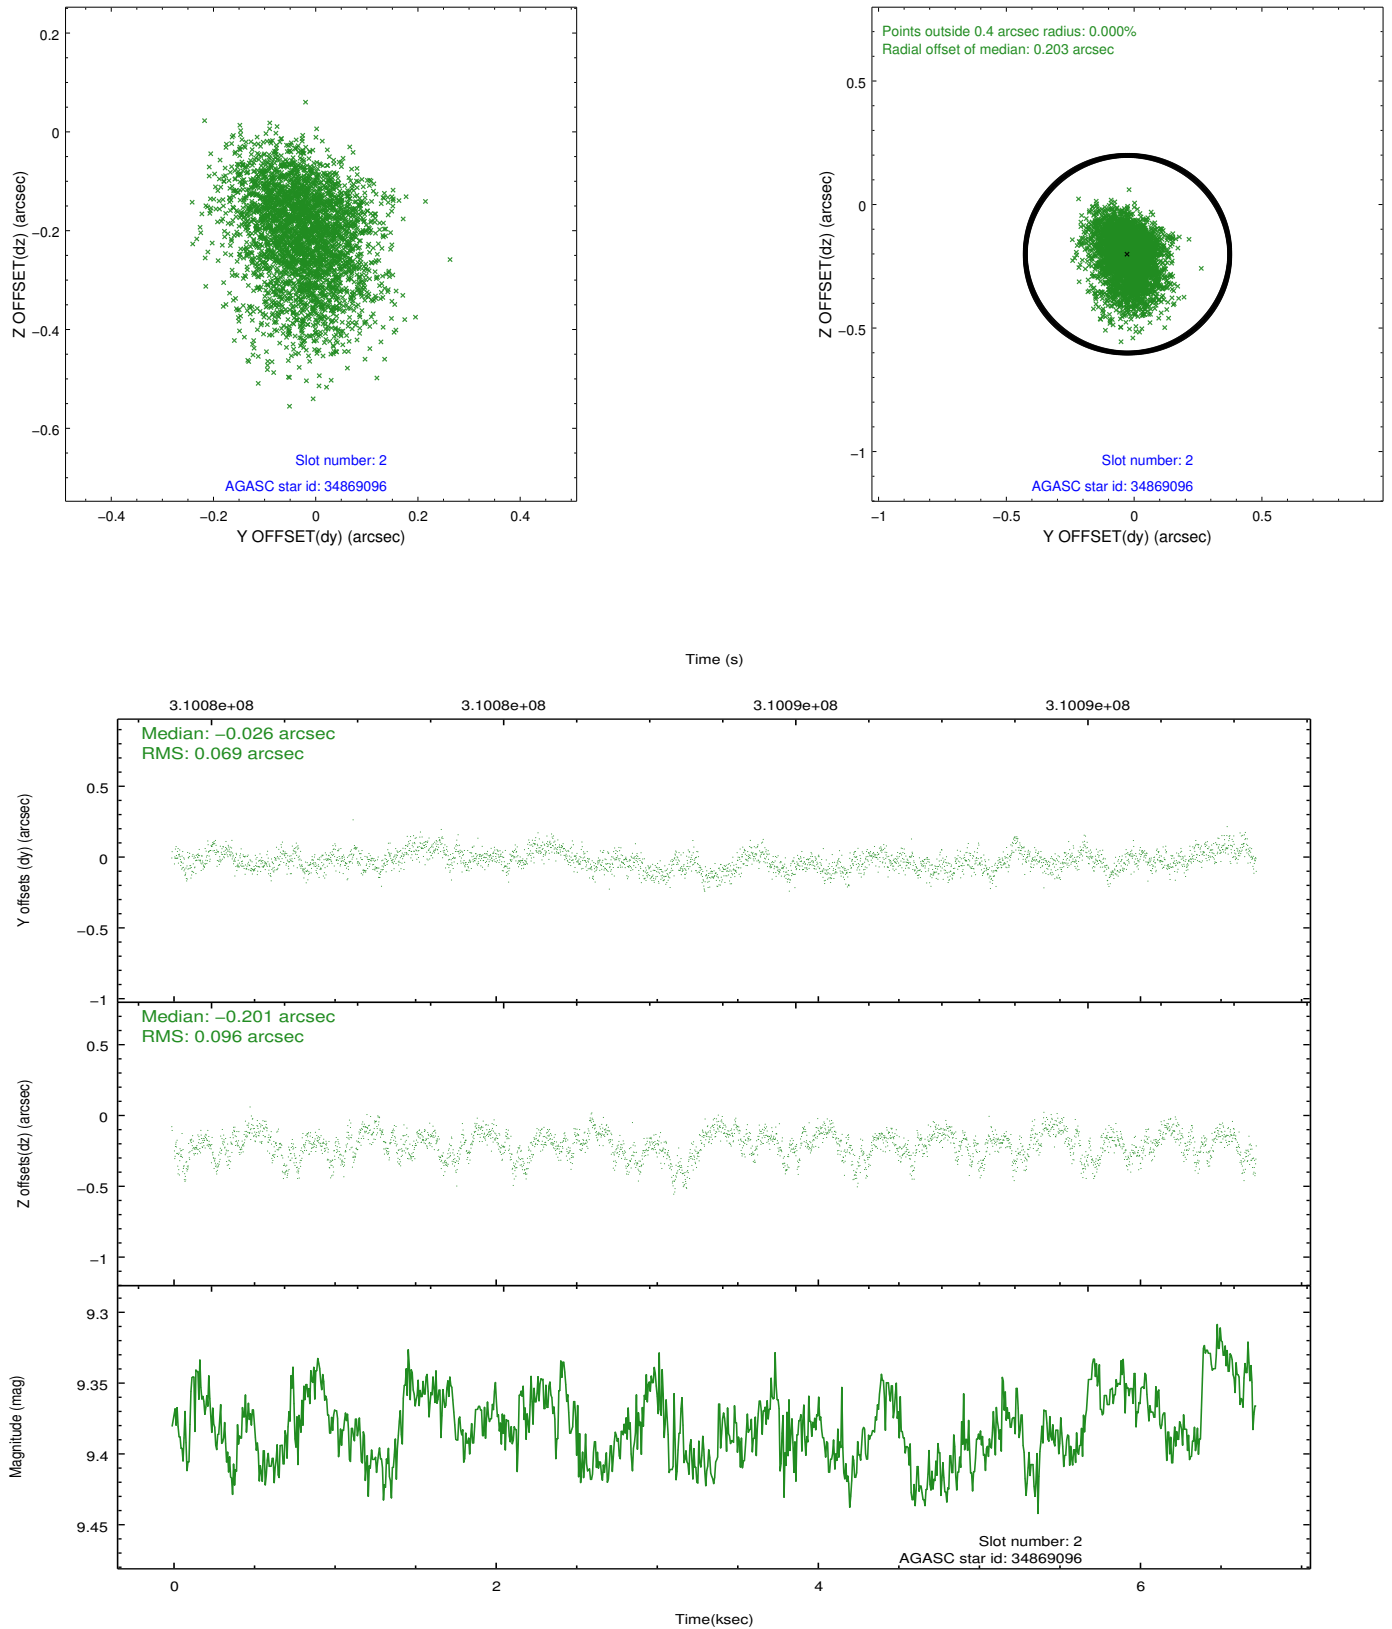 0.2
0
−0.2
−0.4
−0.6
Z OFFSET(dz) (arcsec)
Slot number: 2
AGASC star id: 34869096
−0.4 −0.2 0 0.2 0.4
Y OFFSET(dy) (arcsec)
Points outside 0.4 arcsec radius: 0.000%
Radial offset of median: 0.203 arcsec
0.5
0
−0.5
−1
Z OFFSET(dz) (arcsec)
Slot number: 2
AGASC star id: 34869096
−1 −0.5 0 0.5
Y OFFSET(dy) (arcsec)
Time (s)
3.1008e+08 3.1008e+08 3.1009e+08 3.1009e+08
Median: −0.026 arcsec
RMS: 0.069 arcsec
0.5
0
−0.5
−1
Y offsets (dy) (arcsec)
Median: −0.201 arcsec
RMS: 0.096 arcsec
0.5
0
−0.5
−1
Z offsets(dz) (arcsec)
9.3
9.35
9.4
9.45
Magnitude (mag)
Slot number: 2
AGASC star id: 34869096
0 2 4 6
Time(ksec)